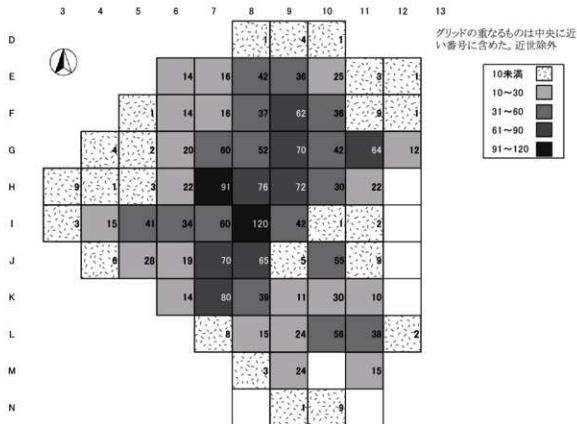 3 4 5 6 7 8 9 10 11 12 13
グリッドの重なるものは中央に近
い番号に含めた。近世除外
10未満
10～30
31～60
61～90
91～120
D 1 4 1
E 14 16 42 36 25 3 1
F 1 14 16 37 62 36 9 1
G 4 2 20 60 52 70 42 64 12
H 9 1 3 22 91 76 72 30 22
I 3 15 41 34 60 120 42 1 2
J 6 28 19 70 65 5 55 9
K 14 80 39 11 30 10
L 8 15 24 56 38 2
M 3 24 15
N 1 9